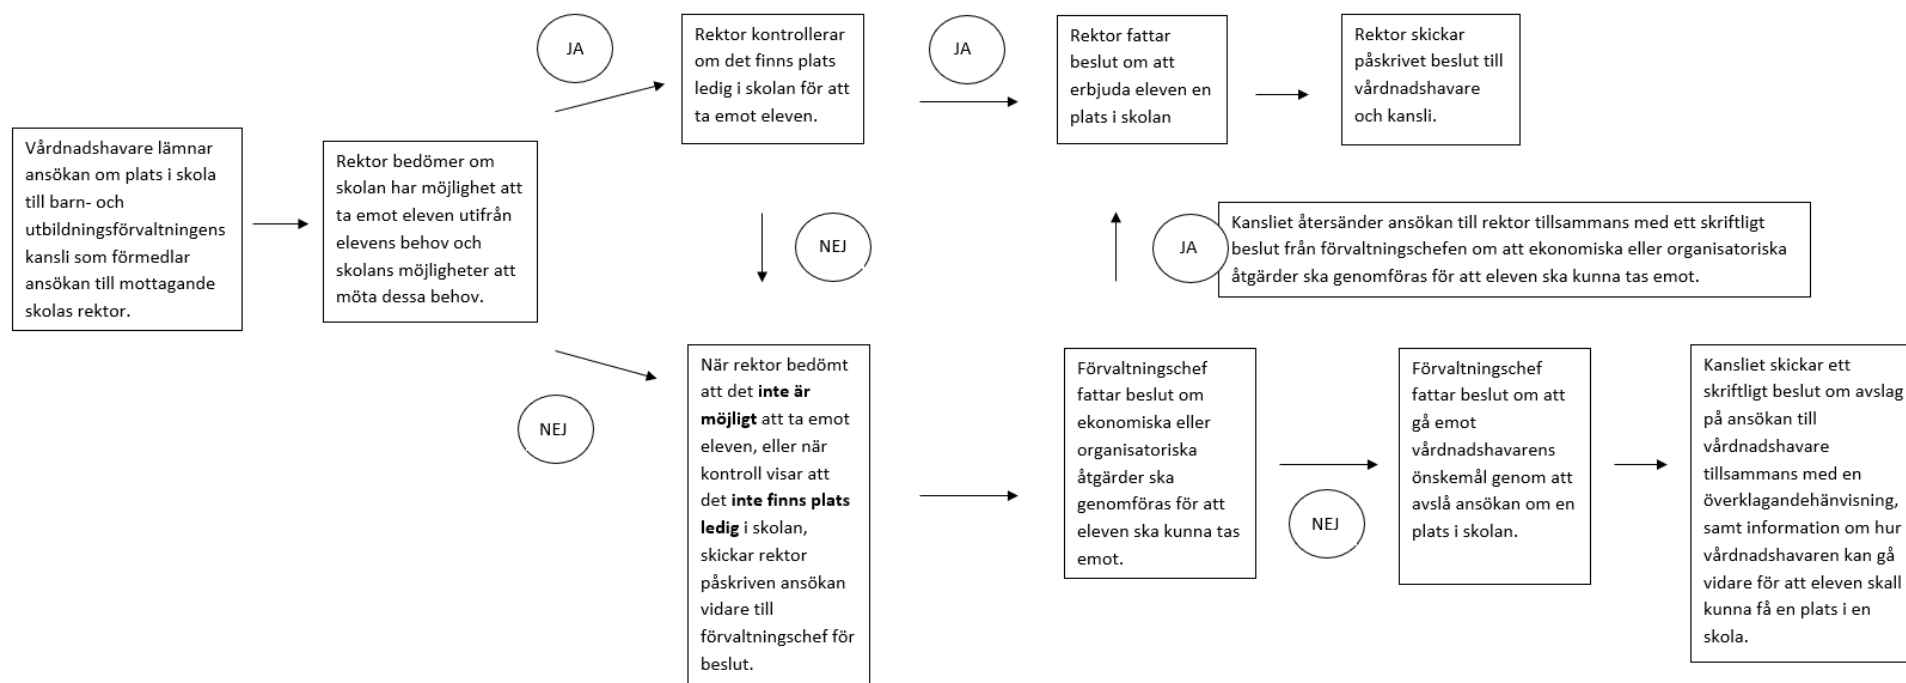 Vårdnadshavare lämnar
ansökan om plats i skola
till barn- och
utbildningsförvaltningens
kansli som förmedlar
ansökan till mottagande
skolas rektor.
Rektor bedömer om
skolan har möjlighet att
ta emot eleven utifrån
elevens behov och
skolans möjligheter att
möta dessa behov.
JA
Rektor kontrollerar
om det finns plats
ledig i skolan för att
ta emot eleven.
JA
Rektor fattar
beslut om att
erbjuda eleven en
plats i skolan
Rektor skickar
påskrivet beslut till
vårdnadshavare
och kansli.
NEJ
JA
Kansliet återsänder ansökan till rektor tillsammans med ett skriftligt
beslut från förvaltningschefen om att ekonomiska eller organisatoriska
åtgärder ska genomföras för att eleven ska kunna tas emot.
NEJ
När rektor bedömt
att det inte är
möjligt att ta emot
eleven, eller när
kontroll visar att
det inte finns plats
ledig i skolan,
skickar rektor
påskriven ansökan
vidare till
förvaltningschef för
beslut.
Förvaltningschef
fattar beslut om
ekonomiska eller
organisatoriska
åtgärder ska
genomföras för att
eleven ska kunna tas
emot.
NEJ
Förvaltningschef
fattar beslut om att
gå emot
vårdnadshavarens
önskemål genom att
avslå ansökan om en
plats i skolan.
Kansliet skickar ett
skriftligt beslut om avslag
på ansökan till
vårdnadshavare
tillsammans med en
överklagandehänvisning,
samt information om hur
vårdnadshavaren kan gå
vidare för att eleven skall
kunna få en plats i en
skola.